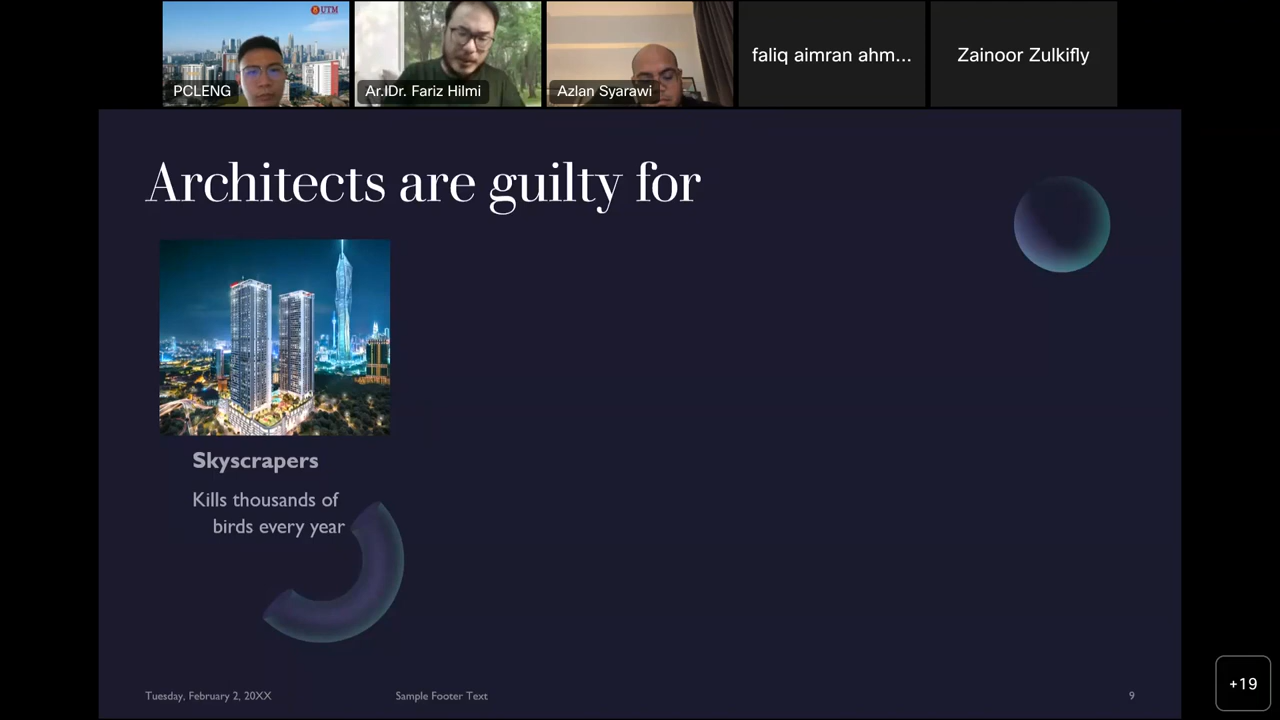 UTM
PCLENG
Ar.IDr. Fariz Hilmi
Azlan Syarawi
faliq aimran ahm...
Zainoor Zulkifly
Architects are guilty for
Skyscrapers
Kills thousands of
birds every year
Tuesday, February 2, 20XX
Sample Footer Text
9
+19